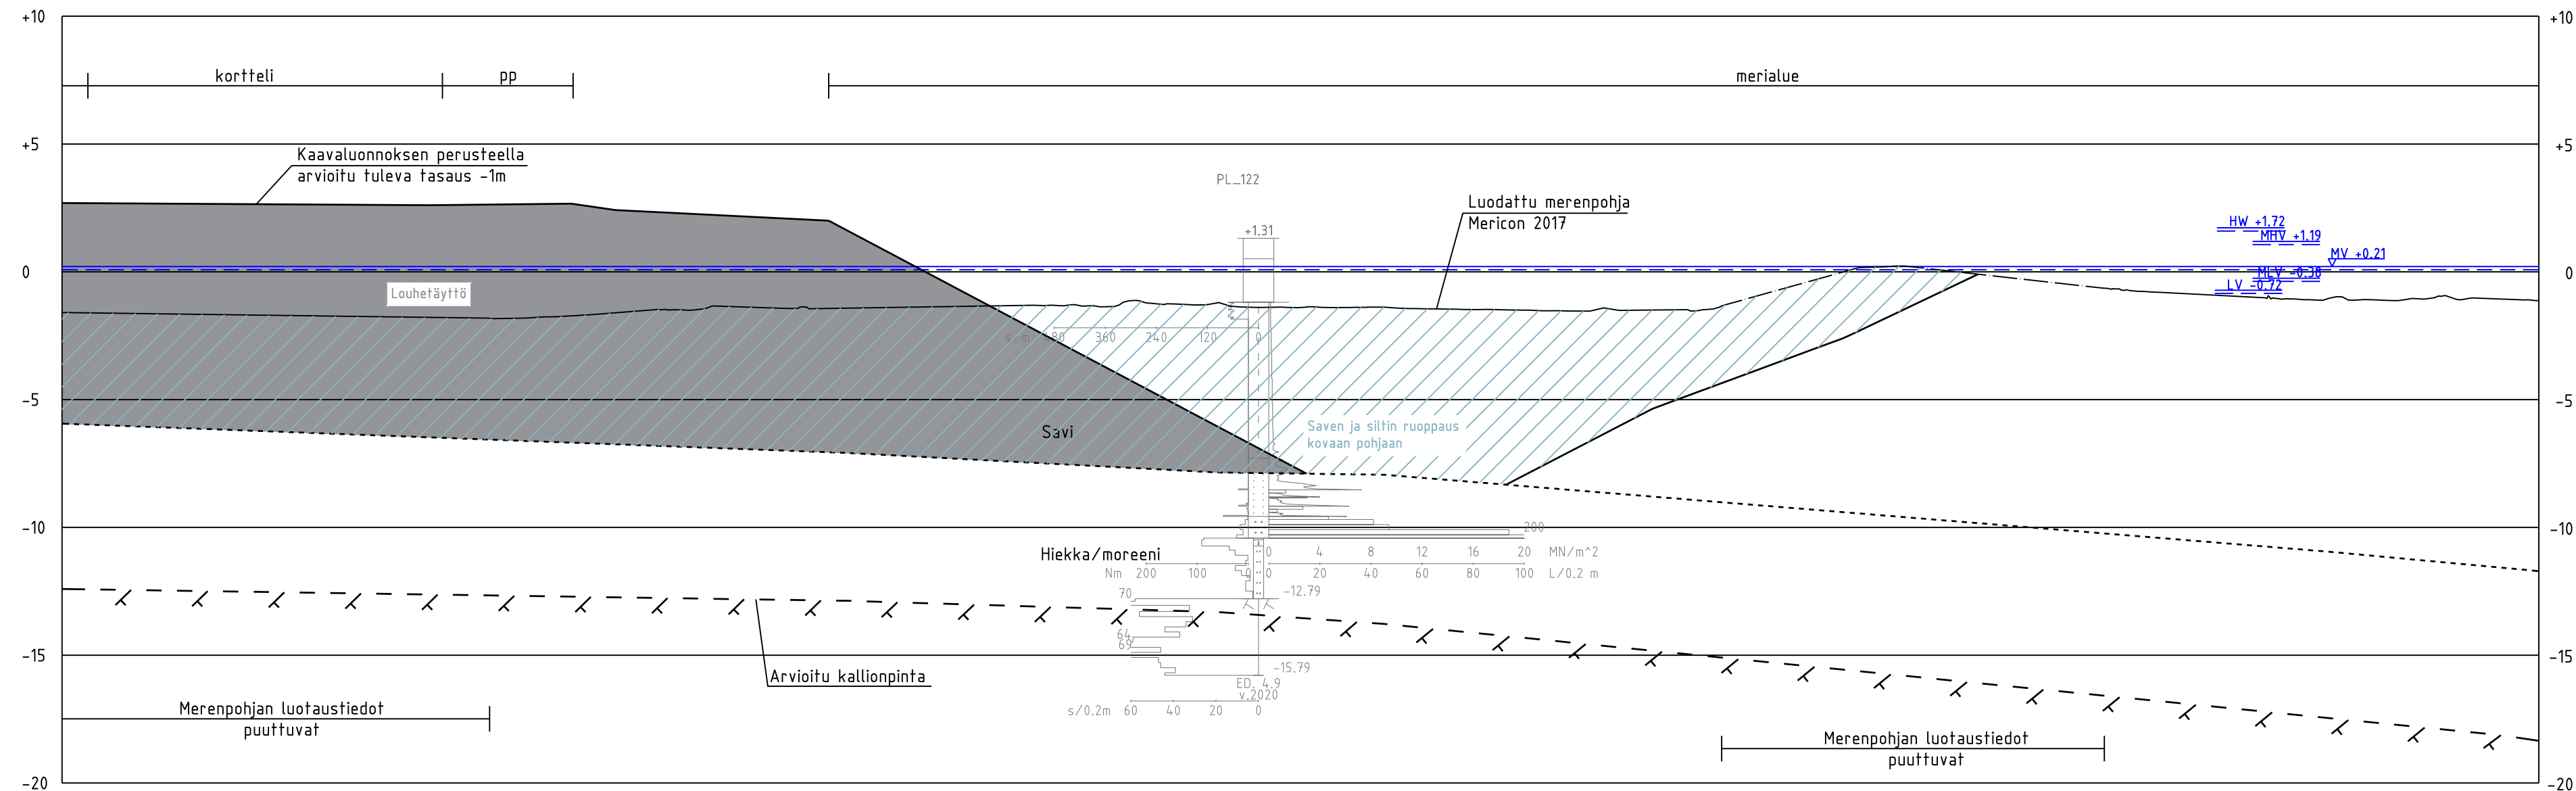 +10
+10
kortteli
pp
merialue
+5
+5
Kaavaluonnoksen perusteella
arvioitu tuleva tasaus -1m
PL_122
Luodattu merenpohja
Mericon 2017
+1.31
HW +1.72
MHV +1.19
MV +0.21
0
0
MLV -0.38
LV -0.72
Louhetäyttö
s/m 480 360 240 120 0
-5
-5
Savi
Saven ja siltin ruoppaus
kovaan pohjaan
-10
200
-10
Hiekka/moreeni
0 4 8 12 16 20 MN/m^2
Nm 200 100 0 0 20 40 60 80 100 L/0.2 m
70
-12.79
64
69
-15
-15
-15.79
Arvioitu kallionpinta
ED. 4.9
v.2020
s/0.2m 60 40 20 0
Merenpohjan luotaustiedot
puuttuvat
Merenpohjan luotaustiedot
puuttuvat
-20
-20